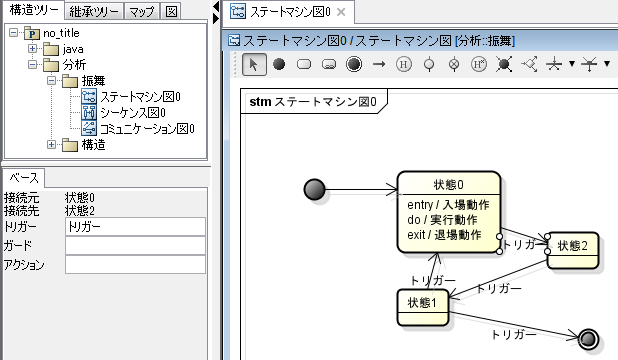 構造ツリー 継承ツリー マップ 図
no_title
java
分析
振舞
ステートマシン図0
シーケンス図0
コミュニケーション図0
構造
ベース
接続元 状態0
接続先 状態2
トリガー トリガー
ガード
アクション
ステートマシン図0
ステートマシン図0 / ステートマシン図 [分析::振舞]
H H*
stm ステートマシン図0
状態0
entry / 入場動作
do / 実行動作
exit / 退場動作
トリガー
状態2
トリガー
トリガー
状態1
トリガー